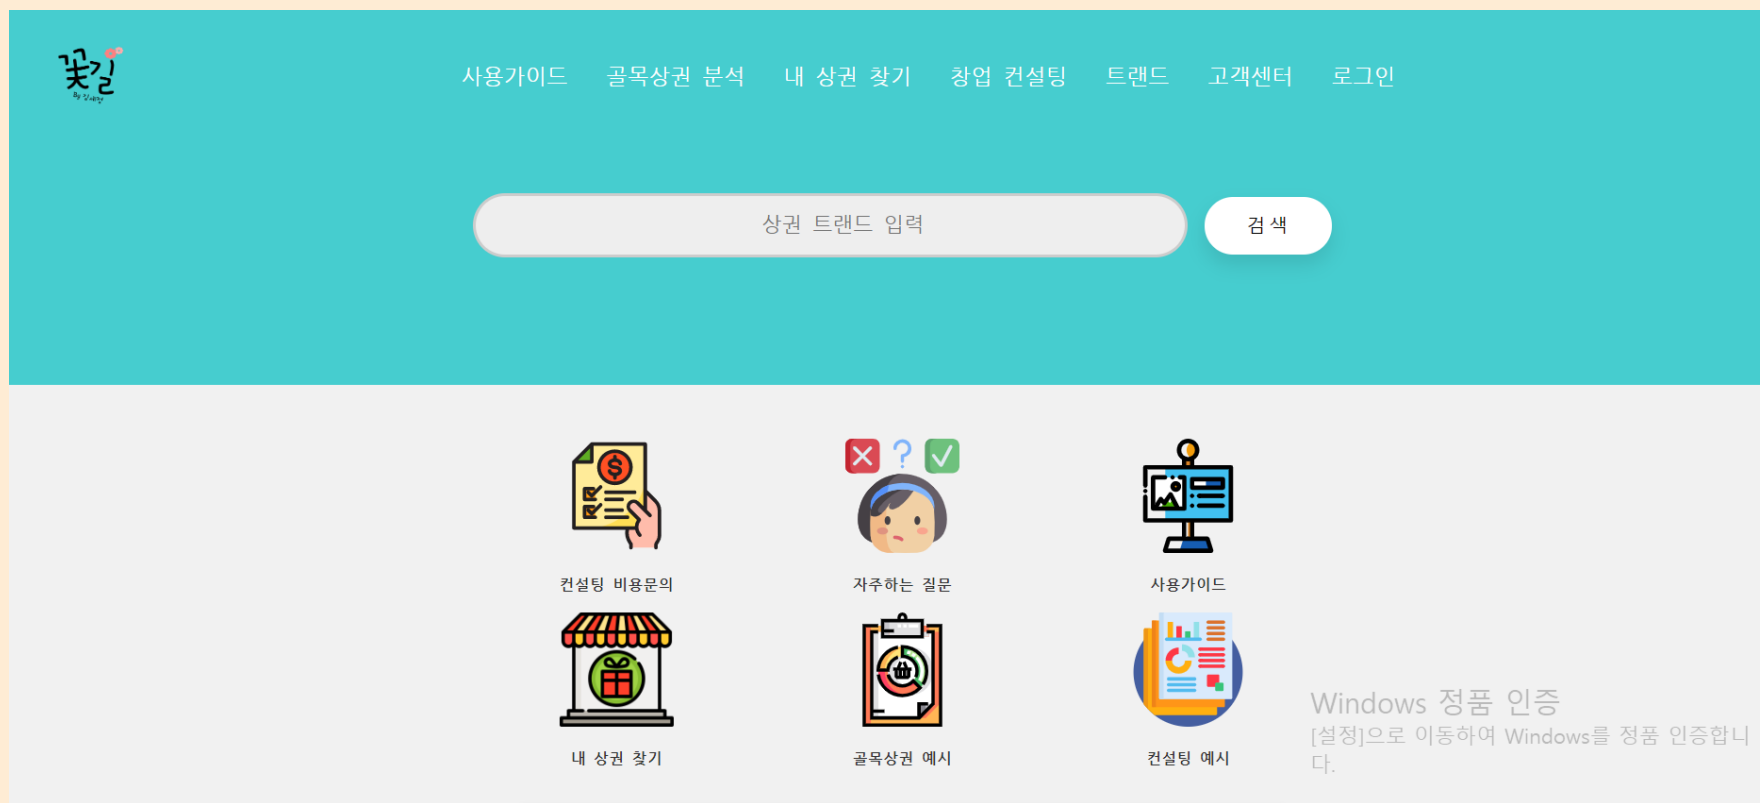 꽃길
사용가이드 골목상권 분석 내 상권 찾기 창업 컨설팅 트랜드 고객센터 로그인
상권 트랜드 입력 검색
컨설팅 비용문의 자주하는 질문 사용가이드
내 상권 찾기 골목상권 예시 컨설팅 예시
Windows 정품 인증
[설정]으로 이동하여 Windows를 정품 인증합니
다.